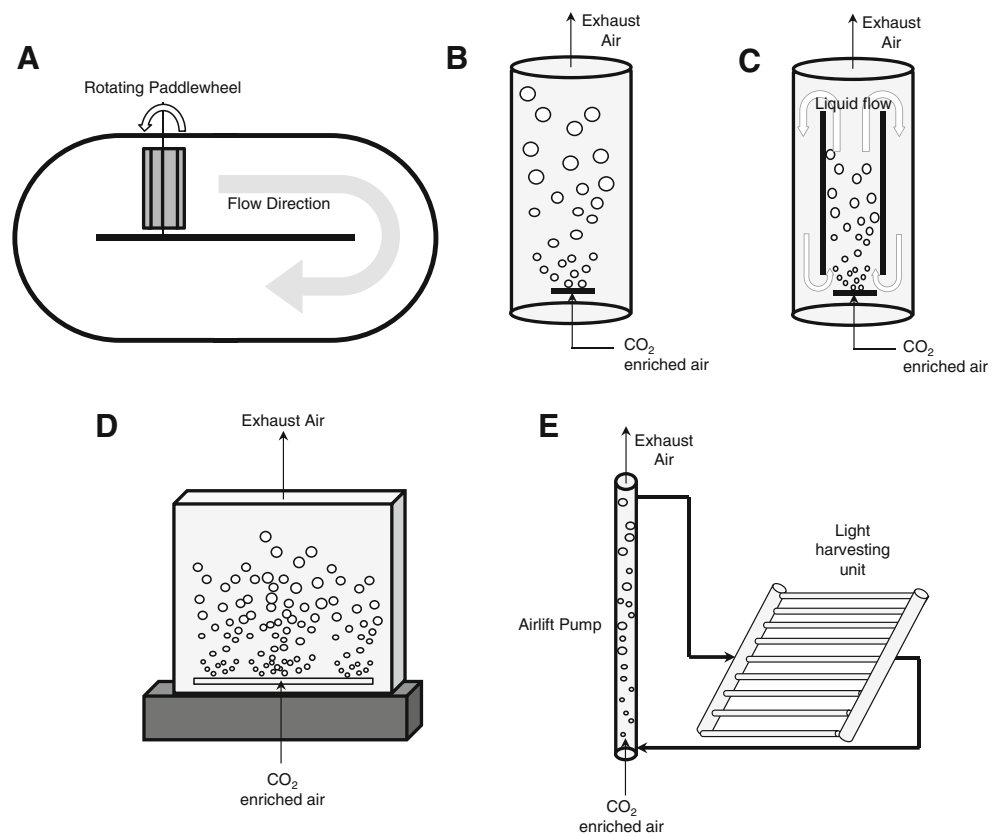 A
Rotating Paddlewheel
Flow Direction
B
Exhaust
Air
CO₂
enriched air
C
Exhaust
Air
Liquid flow
CO₂
enriched air
D
Exhaust Air
CO₂
enriched air
E
Exhaust
Air
Light
harvesting
unit
Airlift Pump
CO₂
enriched air